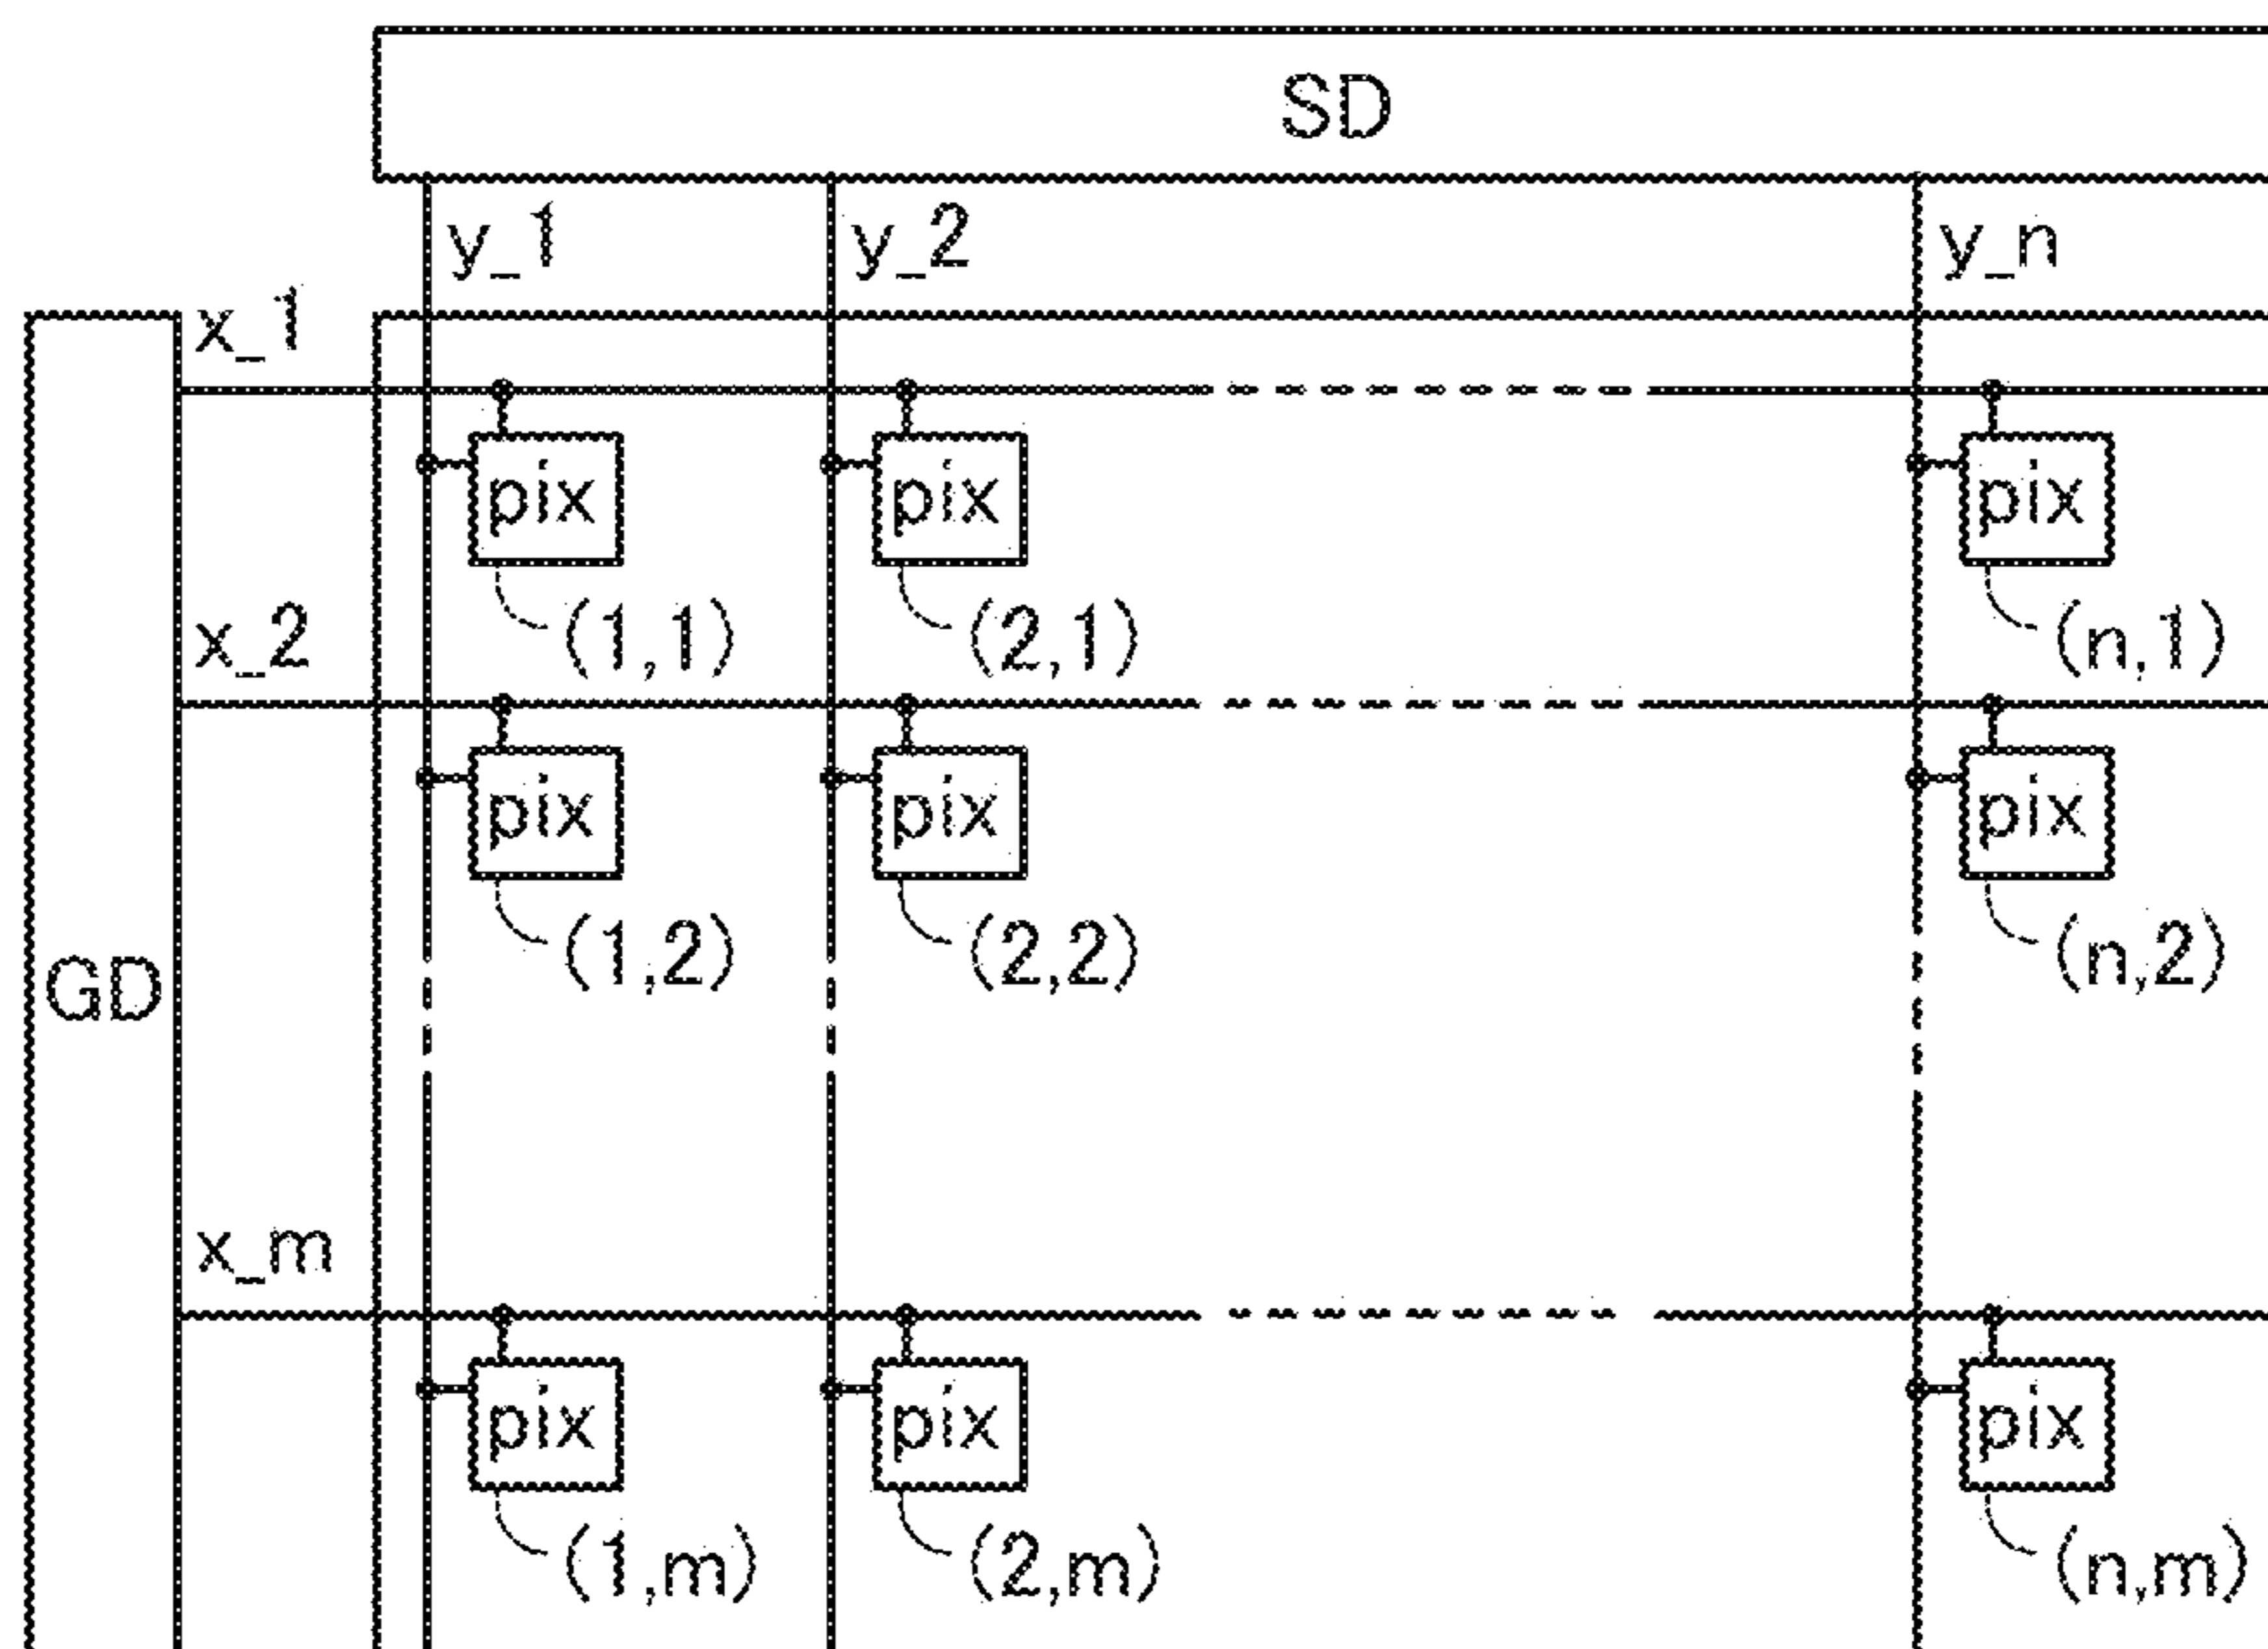 SD
y_1 y_2 y_n
x_1
pix pix pix
(1,1) (2,1) (n,1)
x_2
pix pix pix
(1,2) (2,2) (n,2)
GD
x_m
pix pix pix
(1,m) (2,m) (n,m)